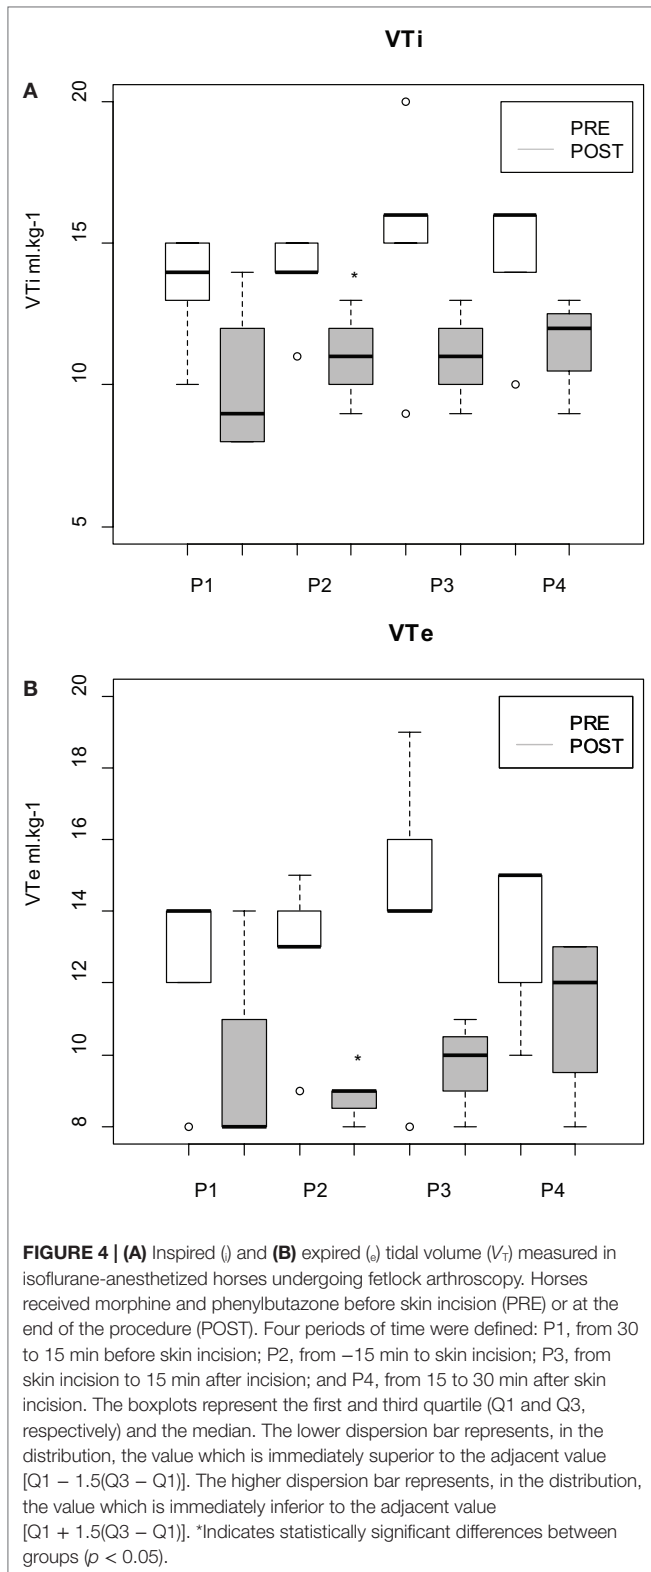 VTi
A
20
15
10
5
VTi ml.kg-1
PRE
POST
*
P1 P2 P3 P4
VTe
B
20
18
16
14
12
10
8
VTe ml.kg-1
PRE
POST
*
P1 P2 P3 P4
FIGURE 4 | (A) Inspired (i) and (B) expired (e) tidal volume (VT) measured in
isoflurane-anesthetized horses undergoing fetlock arthroscopy. Horses
received morphine and phenylbutazone before skin incision (PRE) or at the
end of the procedure (POST). Four periods of time were defined: P1, from 30
to 15 min before skin incision; P2, from −15 min to skin incision; P3, from
skin incision to 15 min after incision; and P4, from 15 to 30 min after skin
incision. The boxplots represent the first and third quartile (Q1 and Q3,
respectively) and the median. The lower dispersion bar represents, in the
distribution, the value which is immediately superior to the adjacent value
[Q1 − 1.5(Q3 − Q1)]. The higher dispersion bar represents, in the distribution,
the value which is immediately inferior to the adjacent value
[Q1 + 1.5(Q3 − Q1)]. *Indicates statistically significant differences between
groups (p < 0.05).